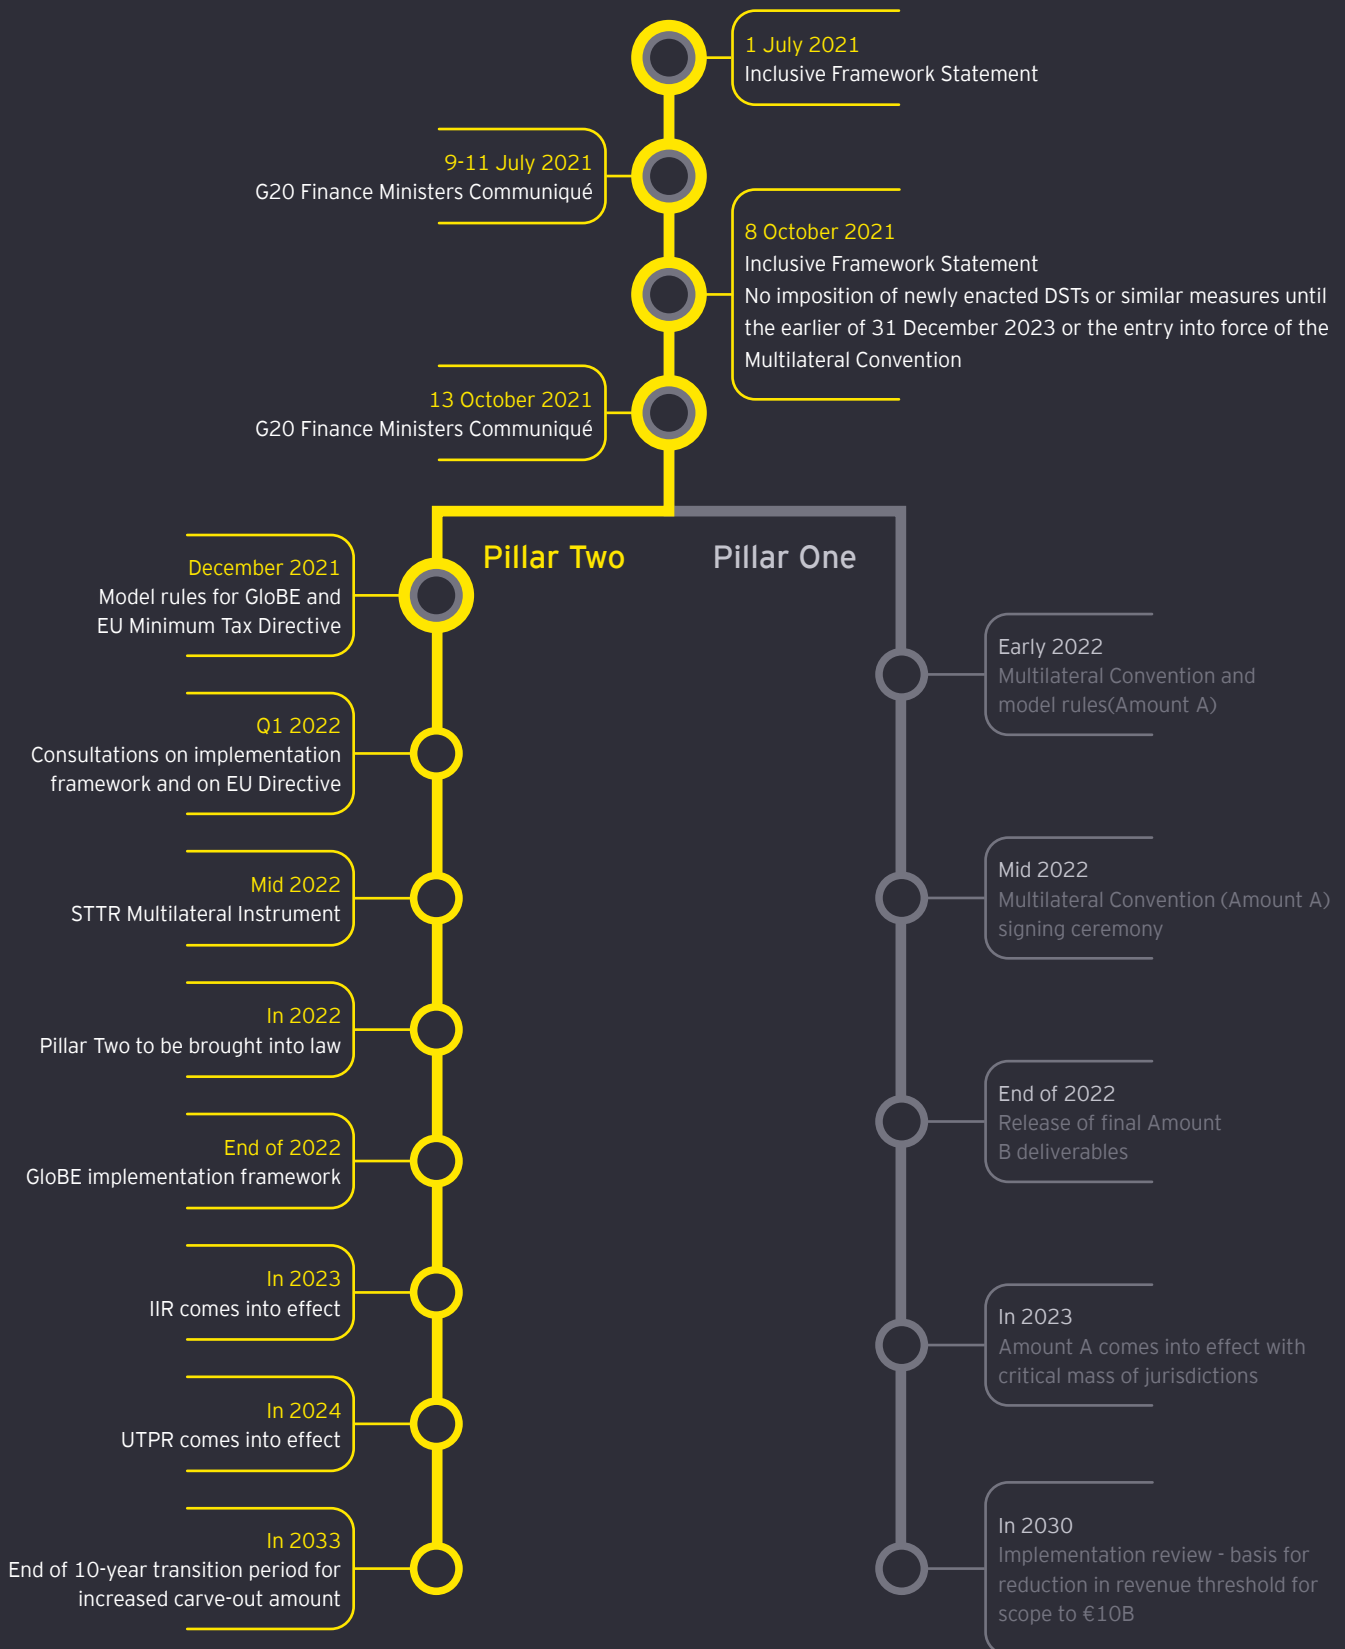 1 July 2021
Inclusive Framework Statement
9-11 July 2021
G20 Finance Ministers Communiqué
8 October 2021
Inclusive Framework Statement
No imposition of newly enacted DSTs or similar measures until
the earlier of 31 December 2023 or the entry into force of the
Multilateral Convention
13 October 2021
G20 Finance Ministers Communiqué
Pillar Two
December 2021
Model rules for GloBE and
EU Minimum Tax Directive
Q1 2022
Consultations on implementation
framework and on EU Directive
Mid 2022
STTR Multilateral Instrument
In 2022
Pillar Two to be brought into law
End of 2022
GloBE implementation framework
In 2023
IIR comes into effect
In 2024
UTPR comes into effect
In 2033
End of 10-year transition period for
increased carve-out amount
Pillar One
Early 2022
Multilateral Convention and
model rules(Amount A)
Mid 2022
Multilateral Convention (Amount A)
signing ceremony
End of 2022
Release of final Amount
B deliverables
In 2023
Amount A comes into effect with
critical mass of jurisdictions
In 2030
Implementation review - basis for
reduction in revenue threshold for
scope to €10B